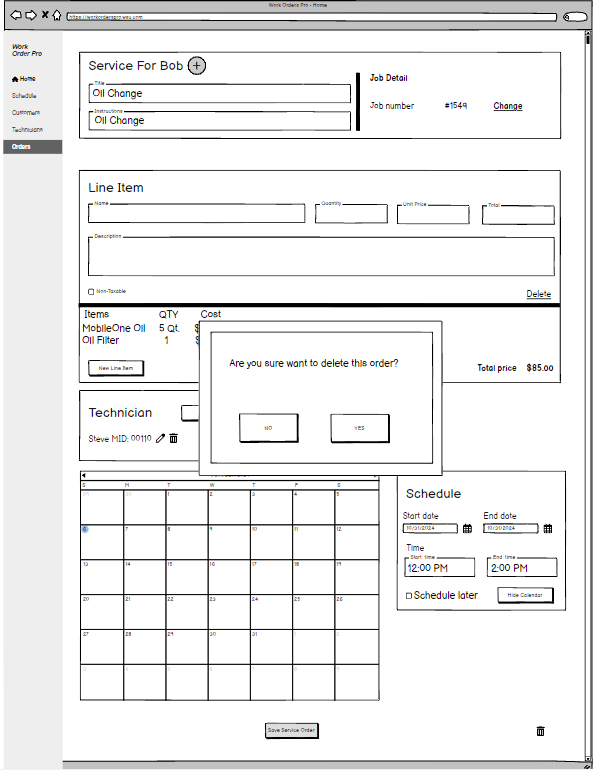 Work Orders Pro - Home
https://workorderspro.wsu.com
Work
Order Pro
Home
Schedule
Customers
Technicians
Orders
Service For Bob +
Title
Oil Change
Instructions
Oil Change
Job Detail
Job number #1549 Change
Line Item
Name
Quantity
Unit Price
Total
Description
Non-Taxable
Delete
Items QTY Cost
MobileOne Oil 5 Qt. $
Oil Filter 1 $
New Line Item
Total price $85.00
Are you sure want to delete this order?
NO YES
Technician
Steve MID: 00110
S M T W T F S
29 30 1 2 3 4 5
6 7 8 9 10 11 12
13 14 15 16 17 18 19
20 21 22 23 24 25 26
27 28 29 30 31 1 2
3 4 5 6 7 8 9
Schedule
Start date End date
10/31/2024 10/31/2024
Time
Start time End time
12:00 PM 2:00 PM
Schedule later
Hide Calendar
Save Service Order